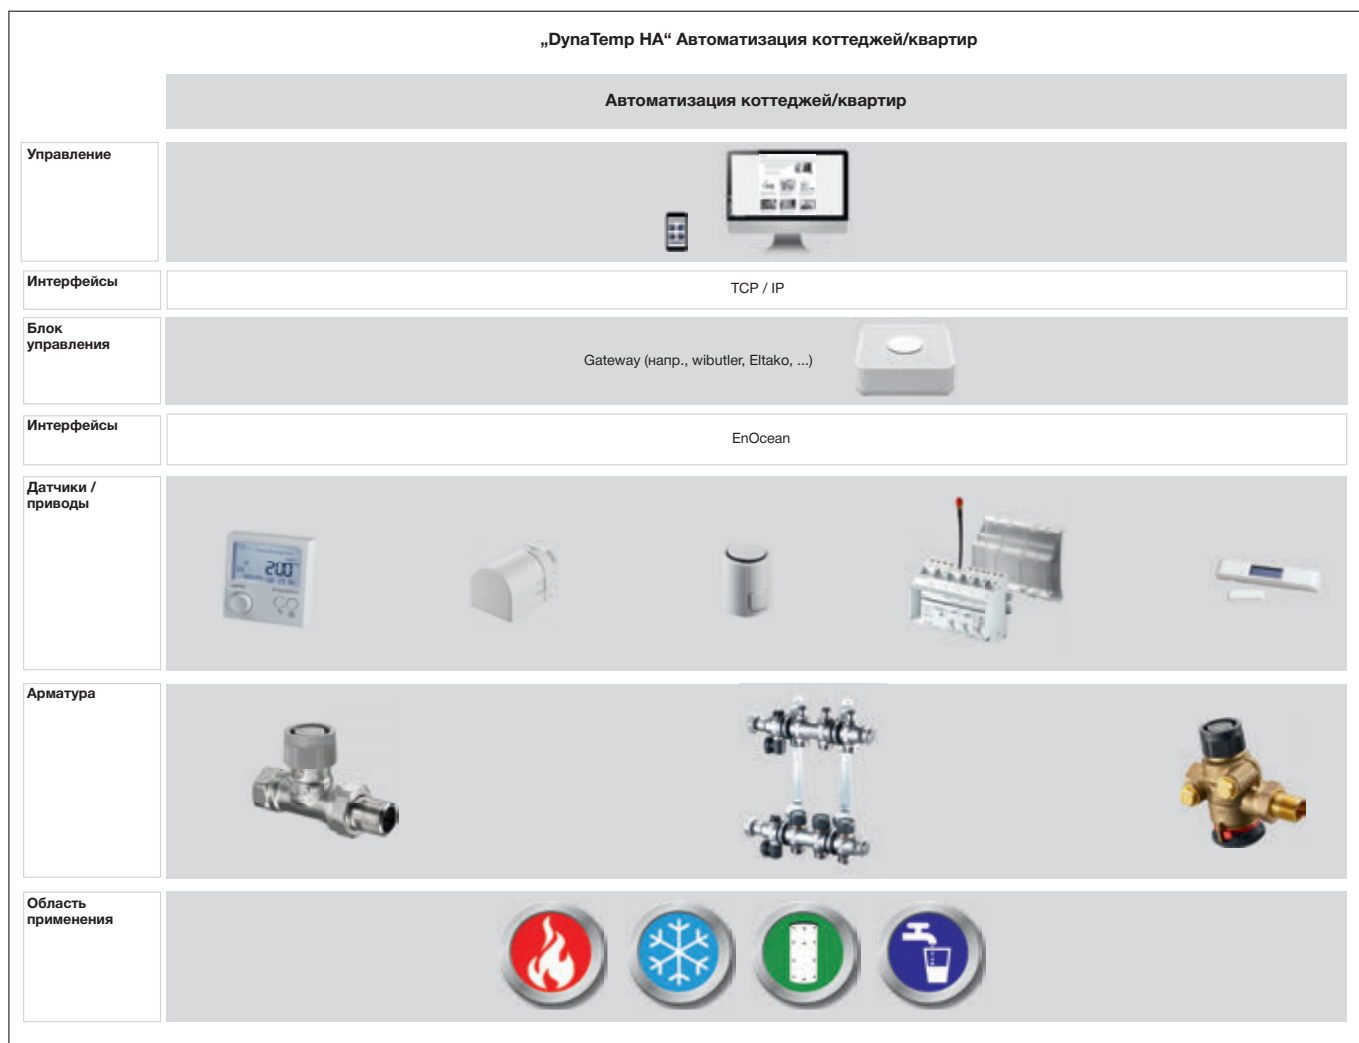 „DynaTemp HA“ Автоматизация коттеджей/квартир
Автоматизация коттеджей/квартир
Управление
Интерфейсы
TCP / IP
Блок
управления
Gateway (напр., wibutler, Eltako, ...)
Интерфейсы
EnOcean
Датчики /
приводы
Арматура
Область
применения